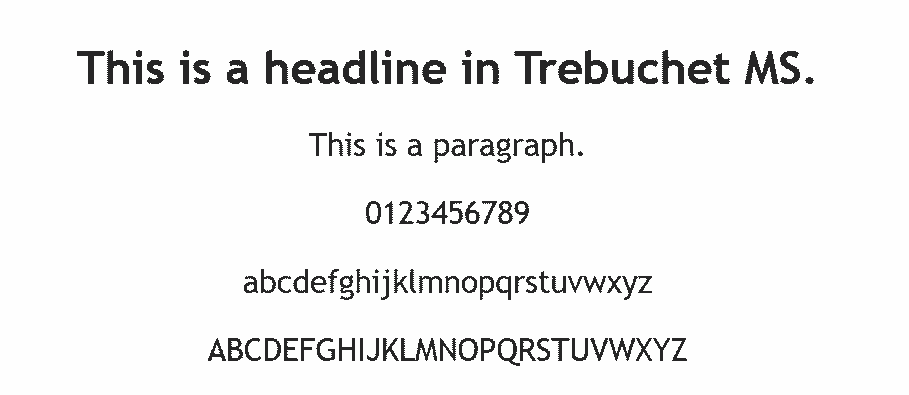 This is a headline in Trebuchet MS.
This is a paragraph.
0123456789
abcdefghijklmnopqrstuvwxyz
ABCDEFGHIJKLMNOPQRSTUVWXYZ